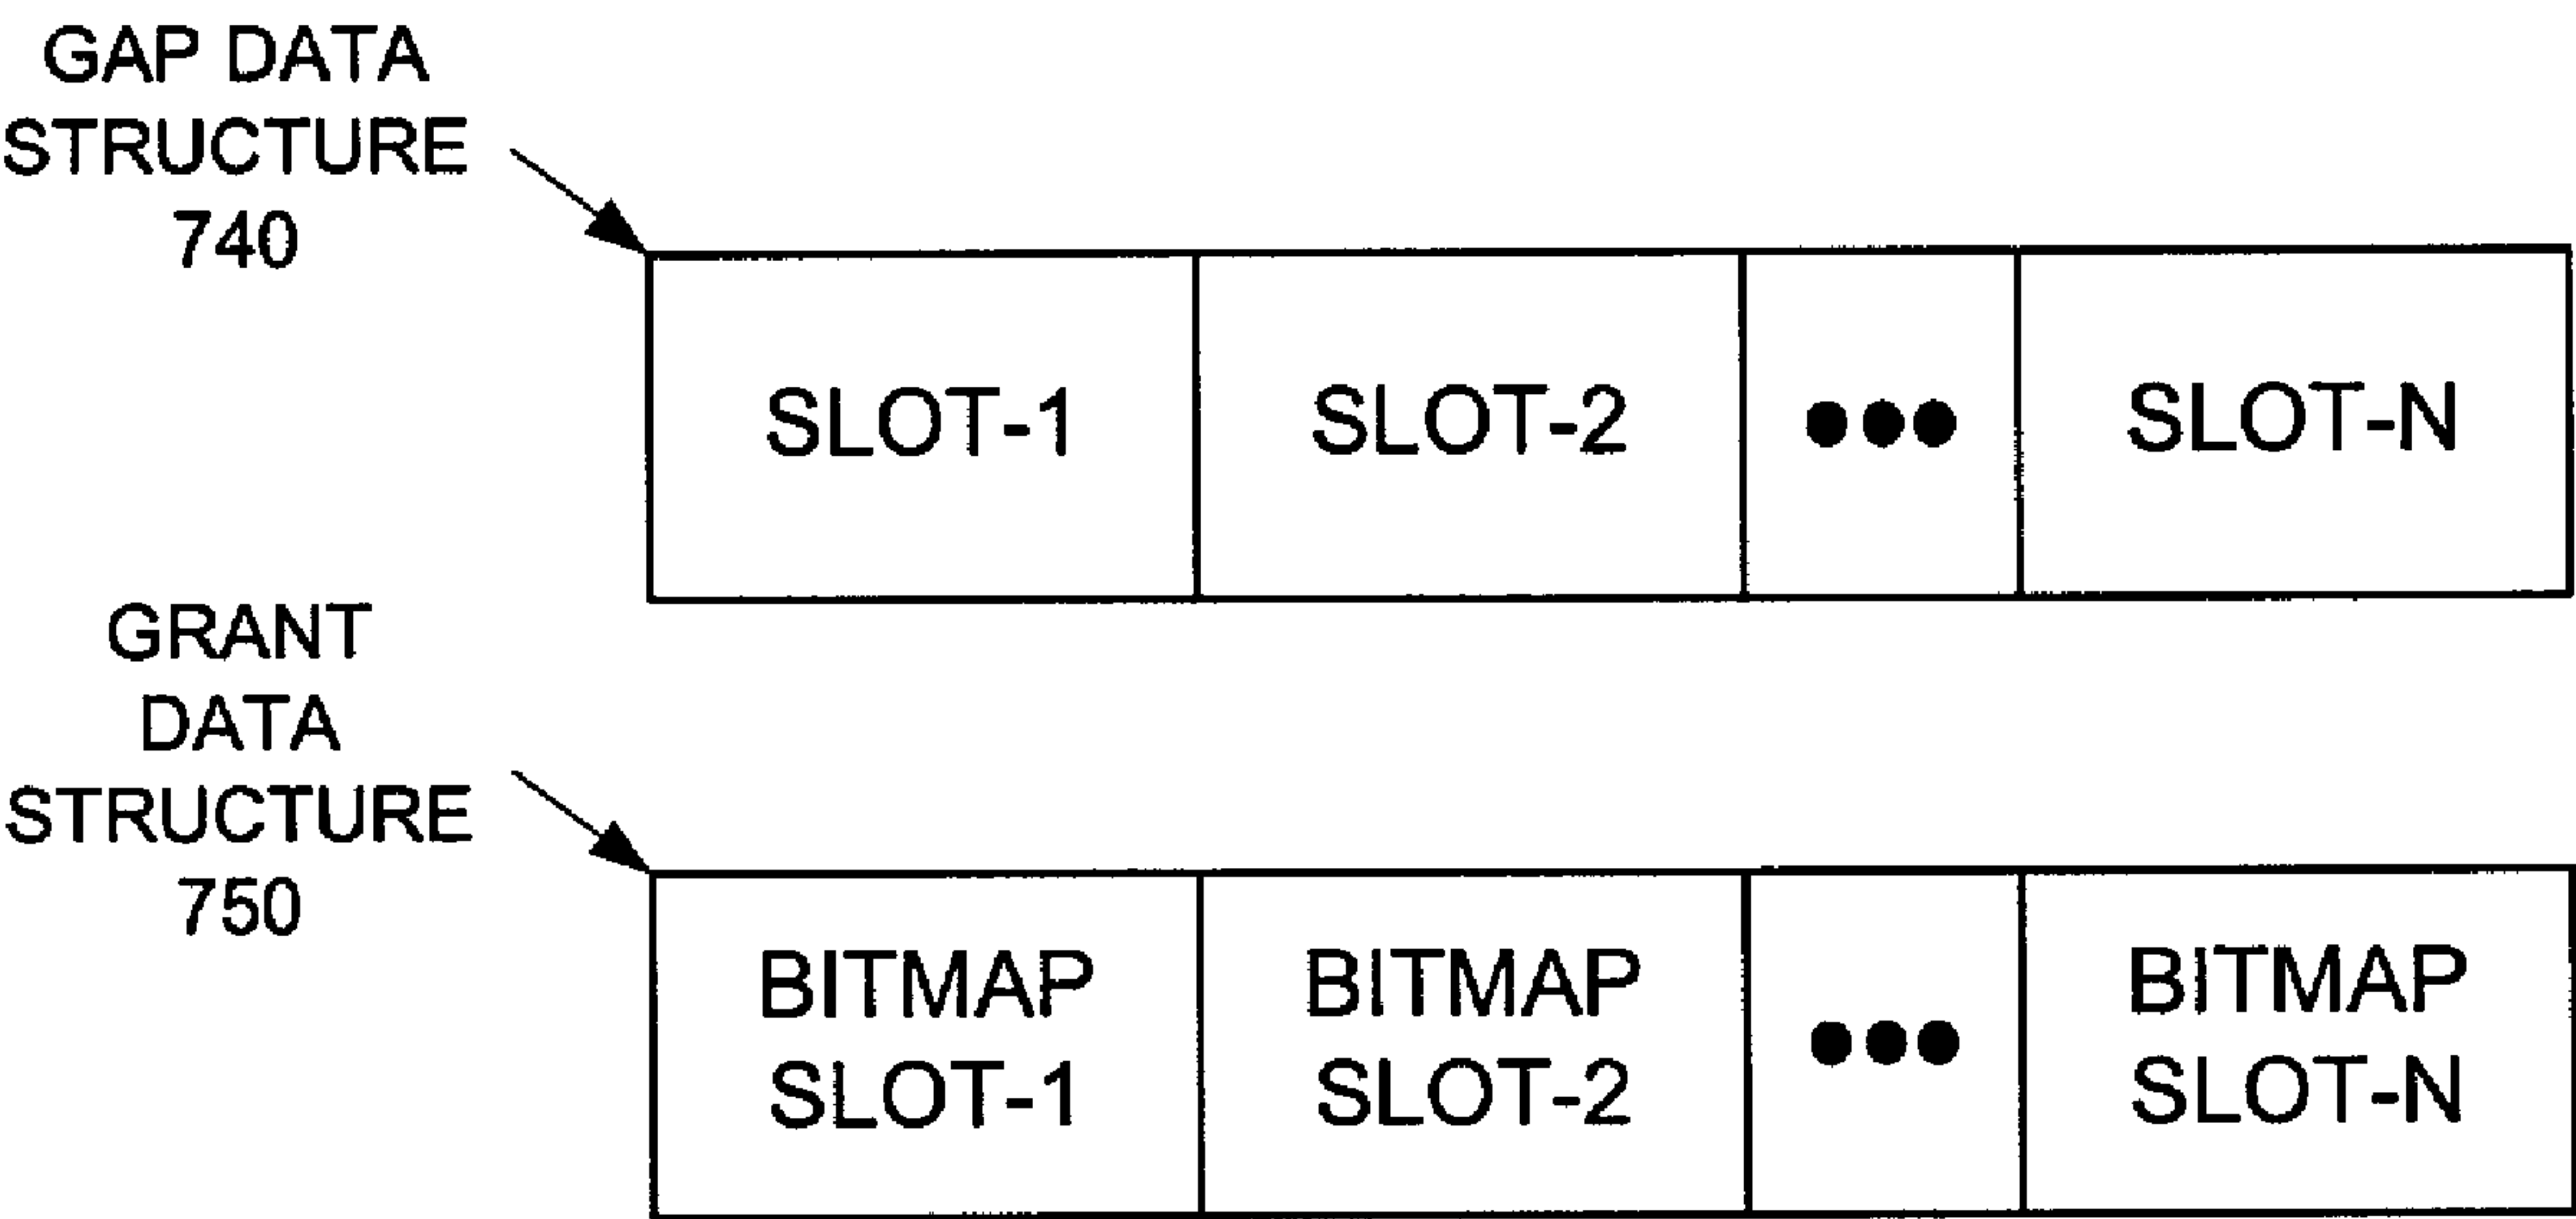 GAP DATA
STRUCTURE
740
SLOT-1 SLOT-2 ●●● SLOT-N
GRANT
DATA
STRUCTURE
750
BITMAP BITMAP BITMAP
SLOT-1 SLOT-2 ●●● SLOT-N